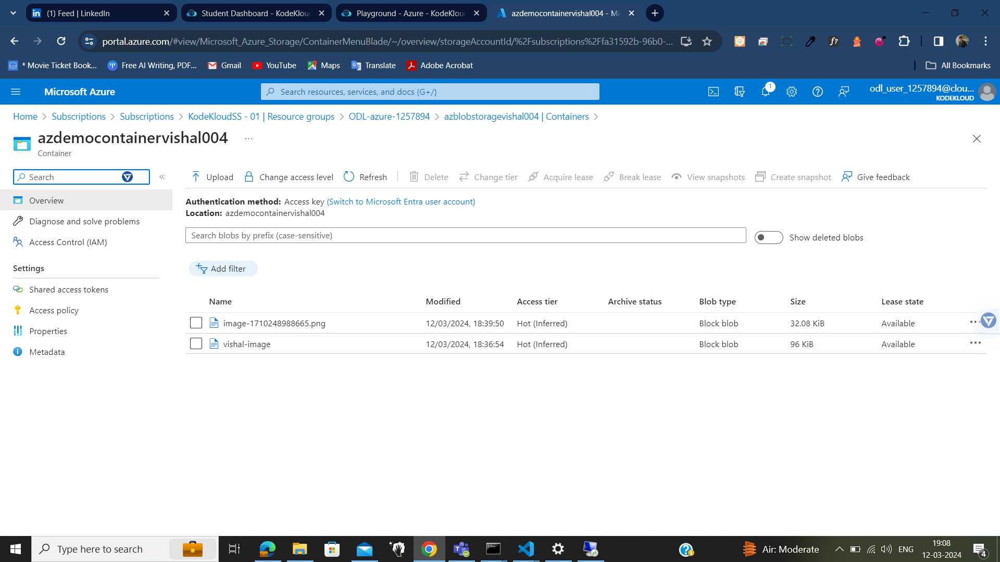 (1) Feed | LinkedIn
Student Dashboard - KodeKlou
Playground - Azure - KodeKlou
azdemocontainervishal004 - Mi
portal.azure.com/#view/Microsoft_Azure_Storage/ContainerMenuBlade/~/overview/storageAccountId/%2Fsubscriptions%2Ffa31592b-96b0-...
* Movie Ticket Book...
Free AI Writing, PDF...
Gmail
YouTube
Maps
Translate
Adobe Acrobat
All Bookmarks
Microsoft Azure
Search resources, services, and docs (G+/)
1
odl_user_1257894@clou...
KODEKLOUD
Home > Subscriptions > Subscriptions > KodeKloudSS - 01 | Resource groups > ODL-azure-1257894 > azblobstoragevishal004 | Containers >
azdemocontainervishal004 ...
Container
Search
Upload Change access level Refresh Delete Change tier Acquire lease Break lease View snapshots Create snapshot Give feedback
Overview
Diagnose and solve problems
Access Control (IAM)
Settings
Shared access tokens
Access policy
Properties
Metadata
Authentication method: Access key (Switch to Microsoft Entra user account)
Location: azdemocontainervishal004
Search blobs by prefix (case-sensitive)
Show deleted blobs
Add filter
Name Modified Access tier Archive status Blob type Size Lease state
image-1710248988665.png 12/03/2024, 18:39:50 Hot (Inferred) Block blob 32.08 KiB Available ...
vishal-image 12/03/2024, 18:36:54 Hot (Inferred) Block blob 96 KiB Available ...
Type here to search
Air: Moderate
ENG
19:08
12-03-2024
4